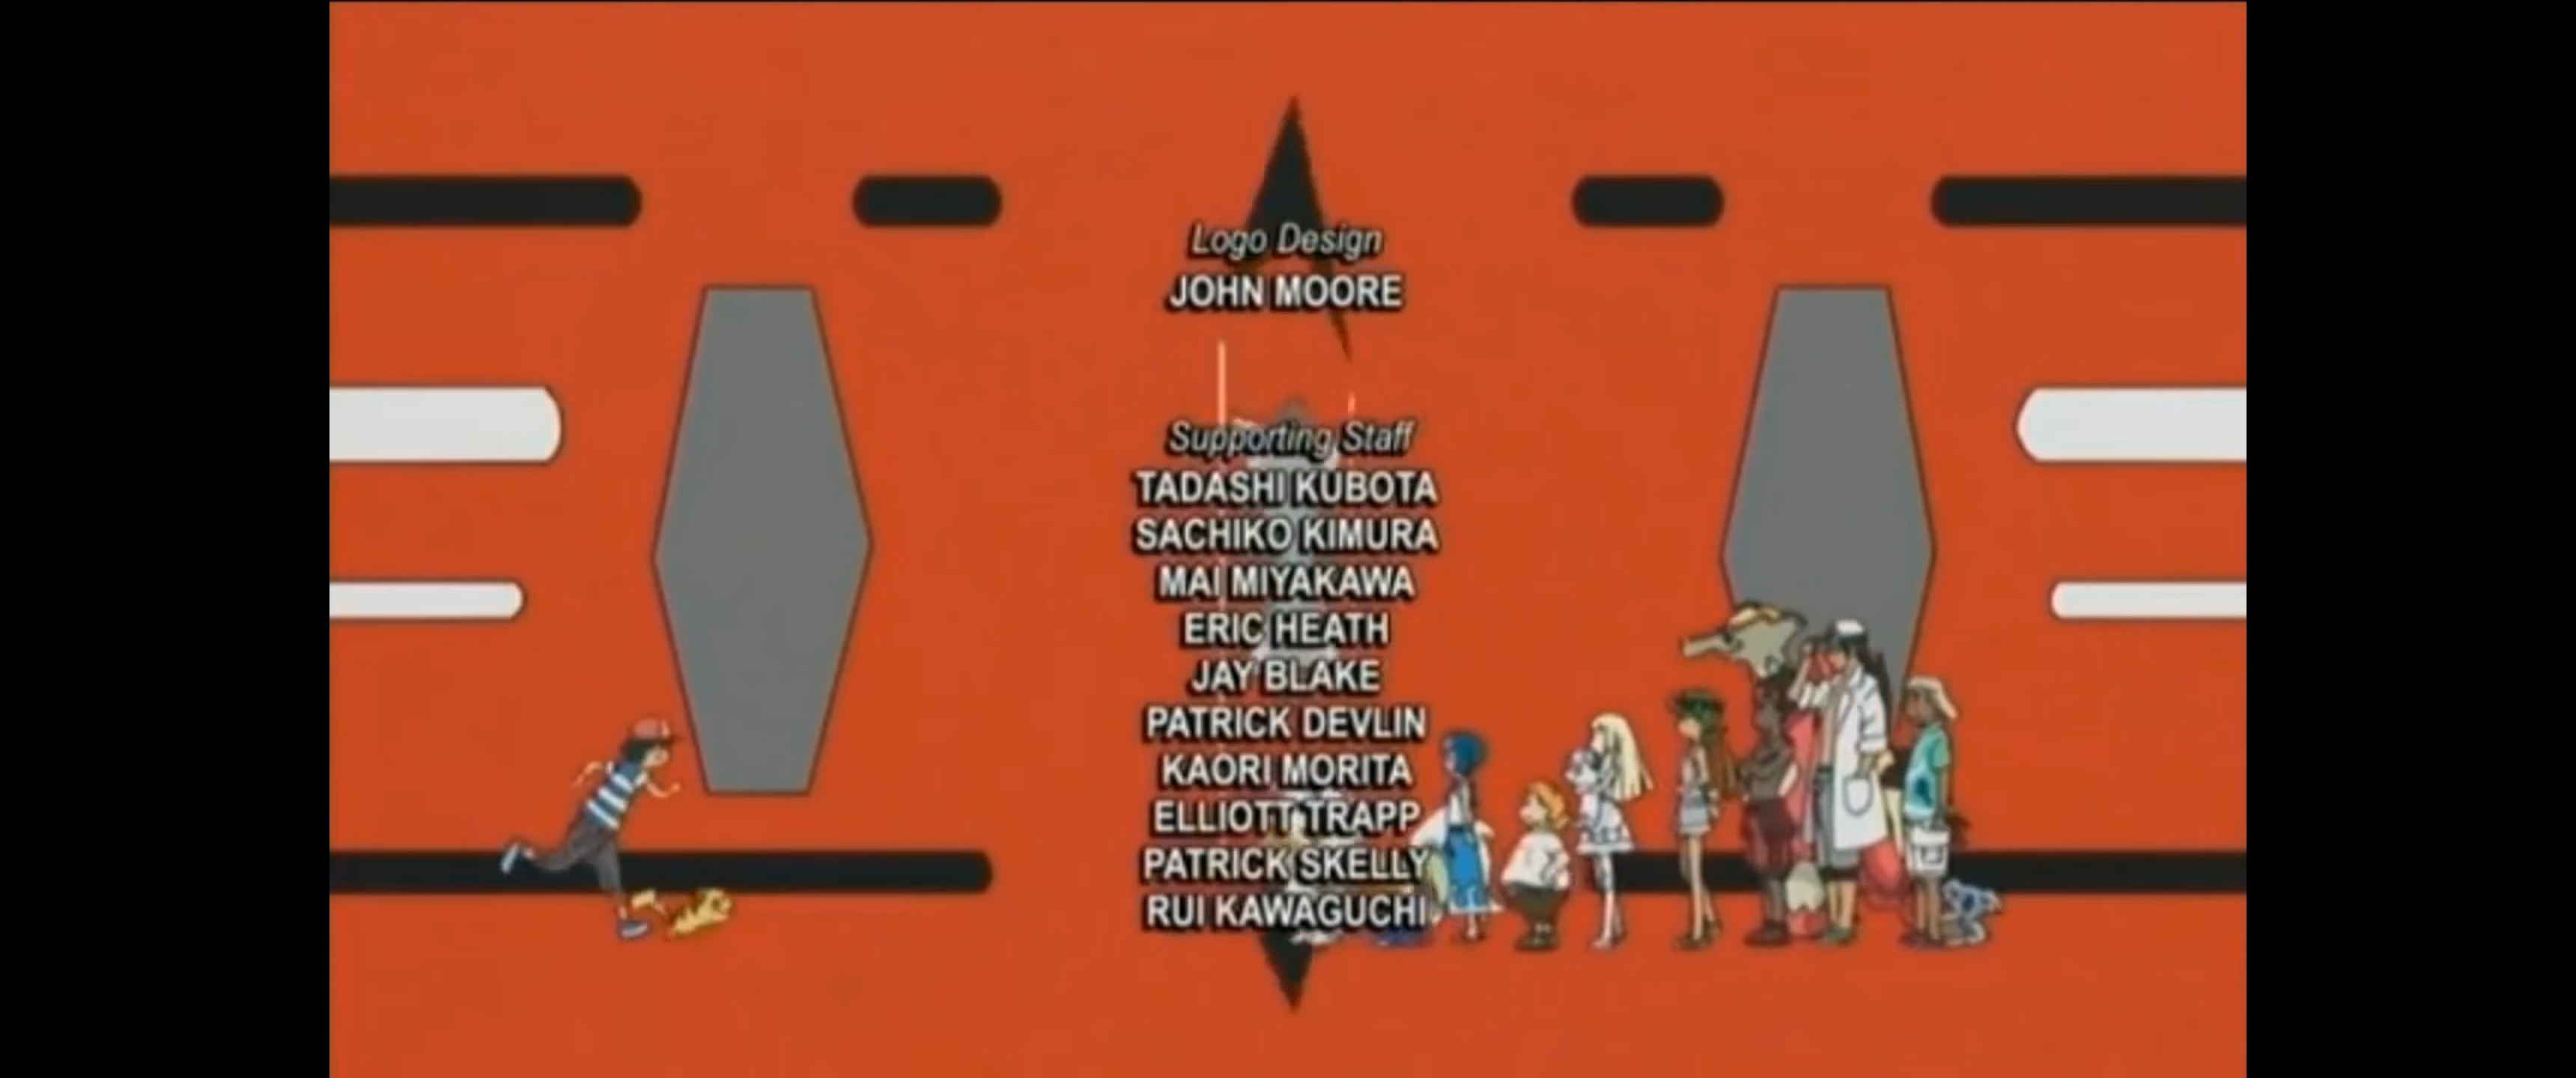 Logo Design
JOHN MOORE
Supporting Staff
TADASHI KUBOTA
SACHIKO KIMURA
MAI MIYAKAWA
ERIC HEATH
JAY BLAKE
PATRICK DEVLIN
KAORI MORITA
ELLIOTT TRAPP
PATRICK SKELLY
RUI KAWAGUCHI